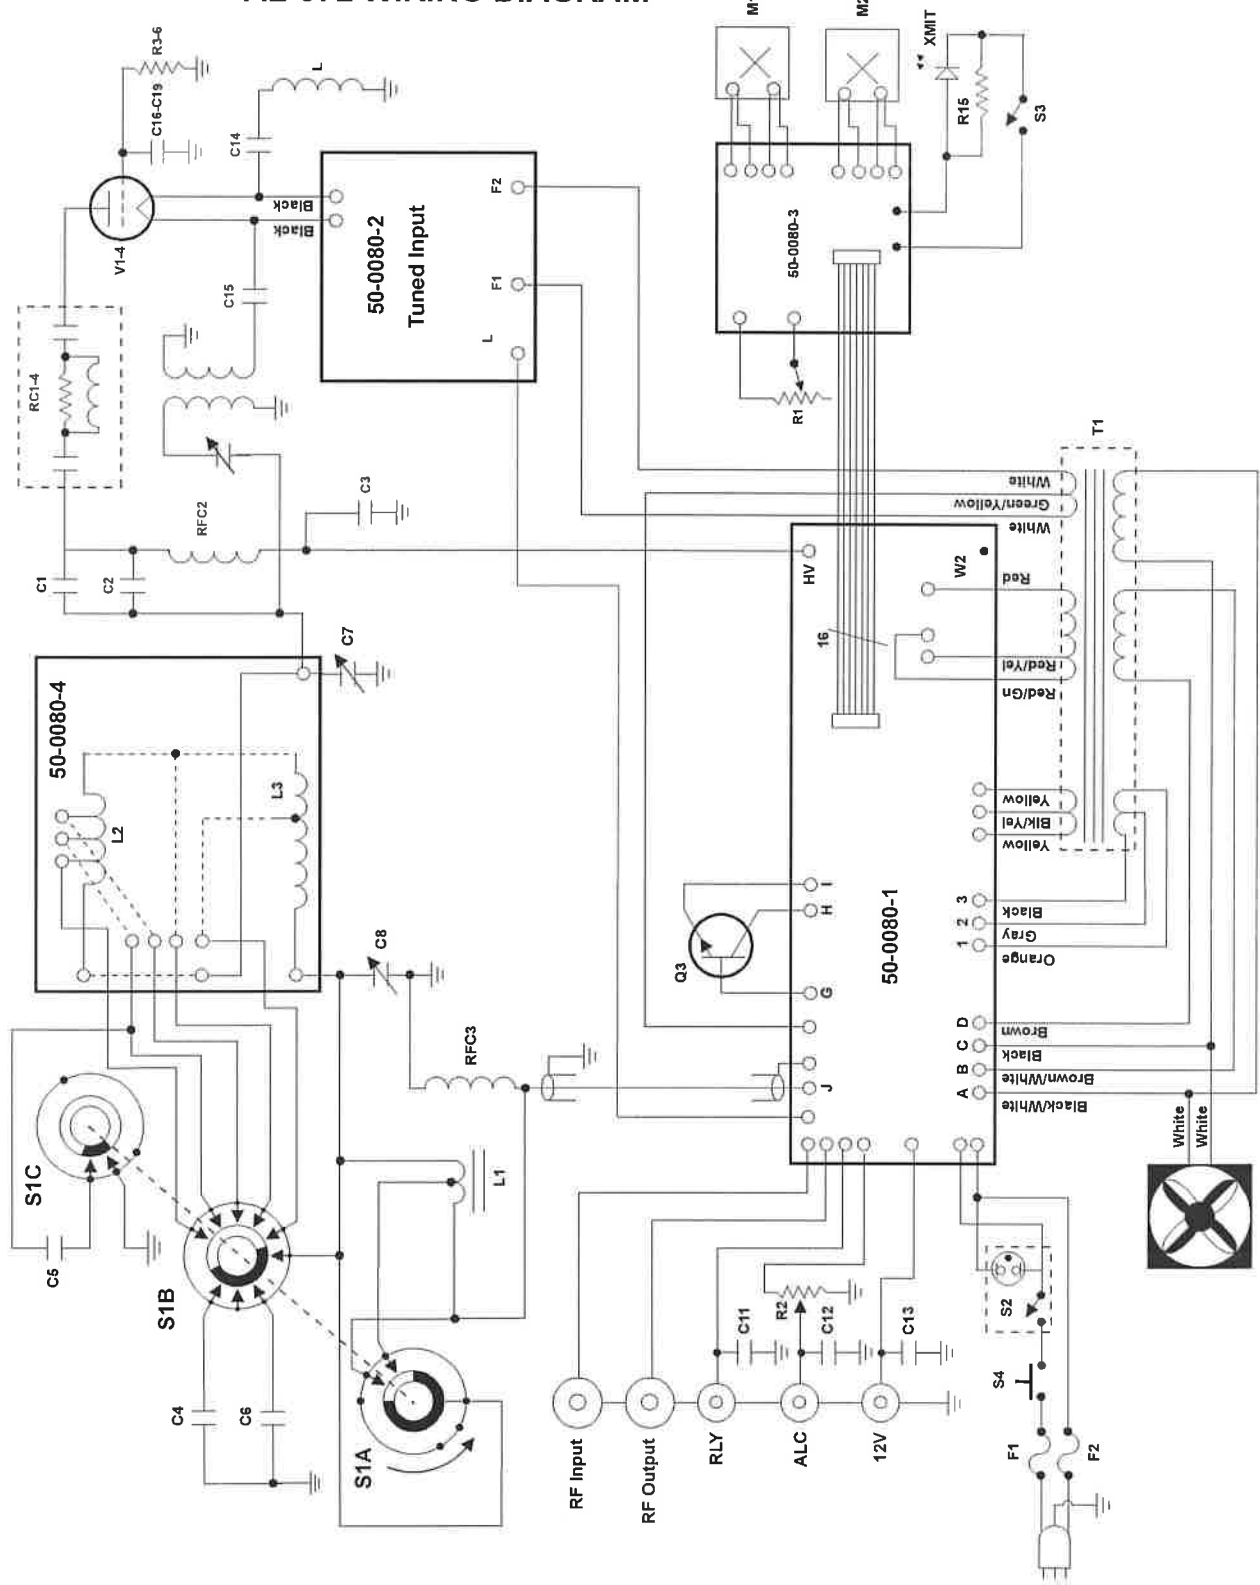 R3-6
C16-C19
L
C14
V1-4
Black
Black
C15
RC1-4
50-0080-2
Tuned Input
F2
F1
L
M2
XMIT
R15
S3
50-0080-3
R1
T1
White
Green/Yellow
White
C3
RFC2
C1
C2
HV
W2
16
Red
Red/Yel
Red/Gn
C7
50-0080-4
L2
L3
Yellow
Blk/Yel
Yellow
50-0080-1
I
H
G
Q3
3
2
1
Black
Gray
Orange
C8
RFC3
J
D
C
B
A
Brown
Black
Brown/White
Black/White
White
White
S1C
C5
S1B
L1
C4
C6
S1A
C11
R2
C12
C13
S2
S4
F1
F2
RF Input
RF Output
RLY
ALC
12V